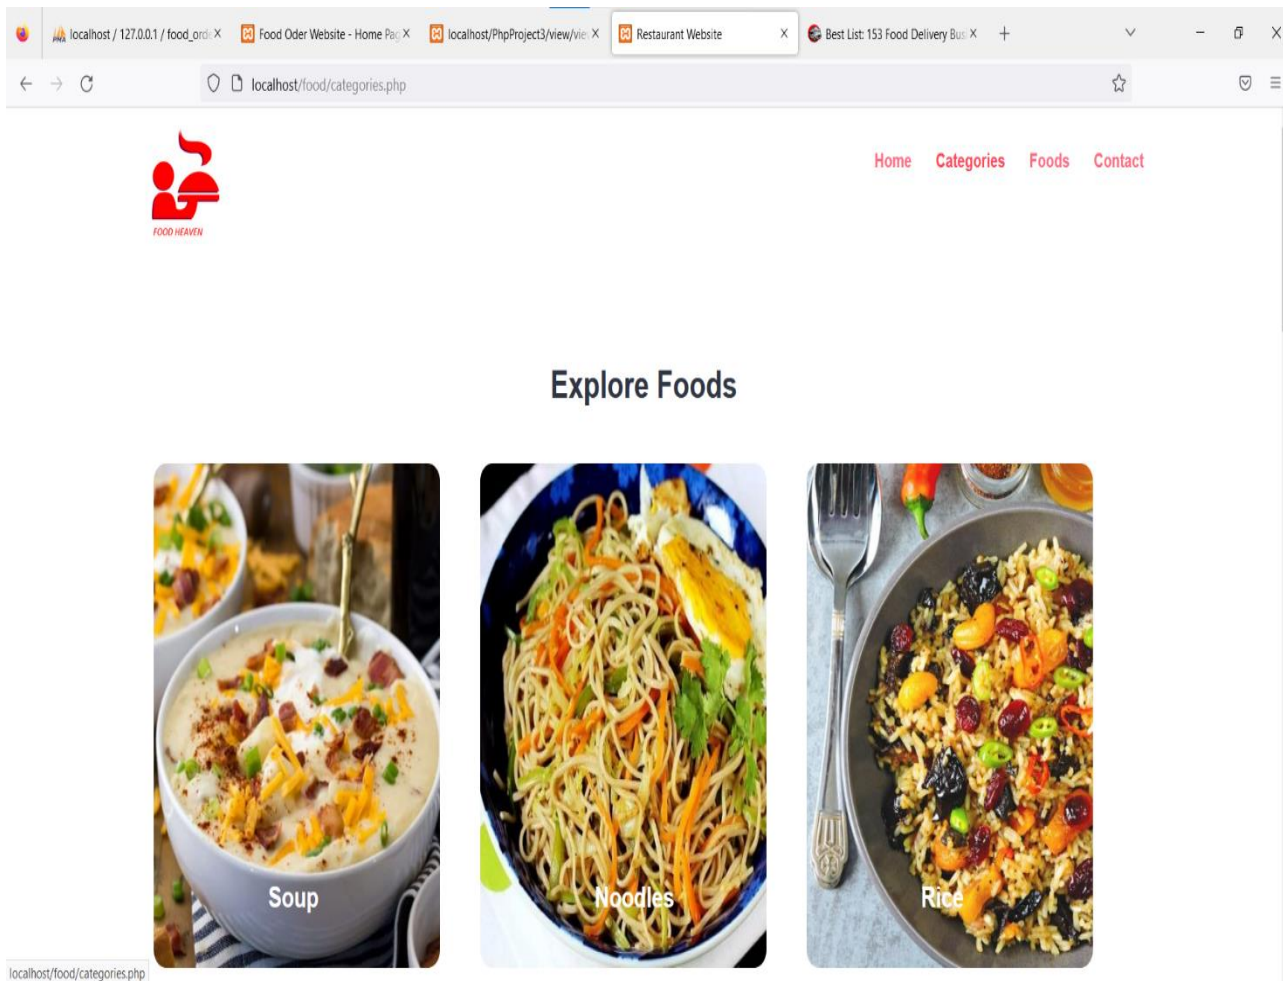 localhost / 127.0.0.1 / food_orde
Food Oder Website - Home Pag
localhost/PhpProject3/view/vie
Restaurant Website
Best List: 153 Food Delivery Bus
localhost/food/categories.php
FOOD HEAVEN
Home Categories Foods Contact
Explore Foods
Soup
Noodles
Rice
localhost/food/categories.php